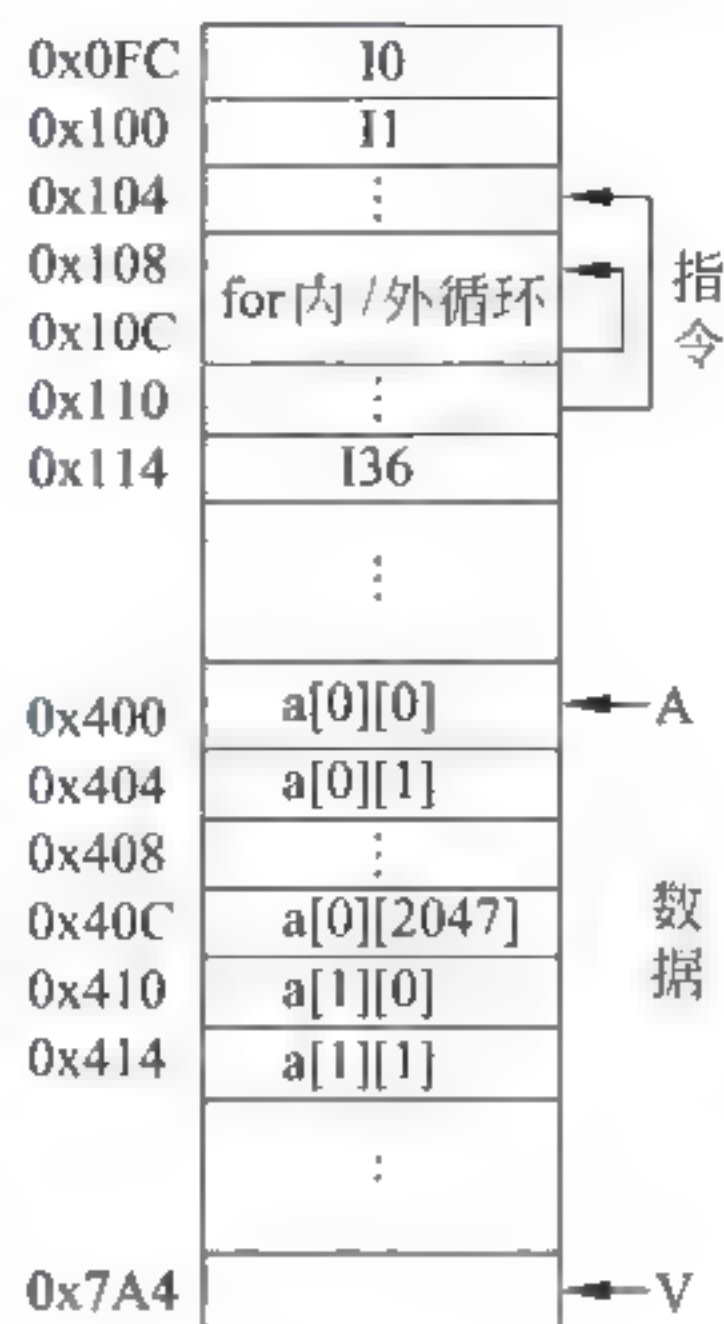 0x0FC I0
0x100 I1
0x104 ⋮
0x108 for内/外循环
0x10C
0x110 ⋮
0x114 I36
⋮
指令
0x400 a[0][0] A
0x404 a[0][1]
0x408 ⋮
0x40C a[0][2047]
0x410 a[1][0]
0x414 a[1][1]
⋮
数据
0x7A4 V